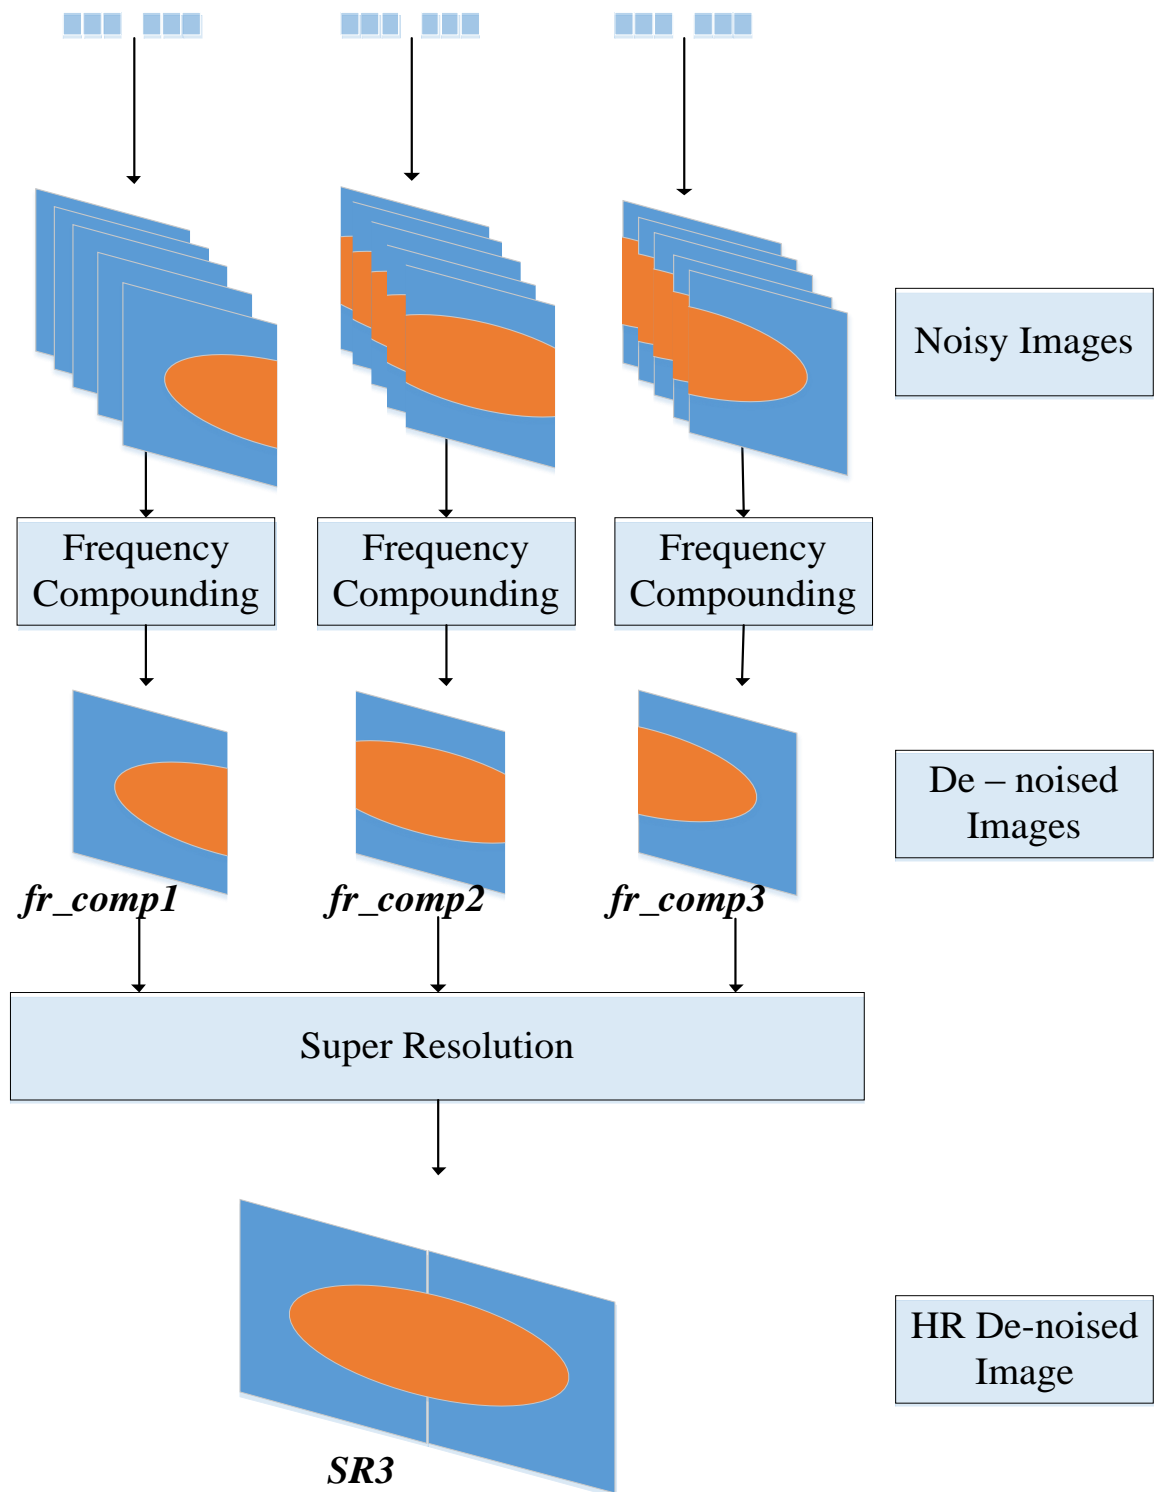 Noisy Images
Frequency
Compounding
Frequency
Compounding
Frequency
Compounding
De – noised
Images
fr_comp1
fr_comp2
fr_comp3
Super Resolution
HR De-noised
Image
SR3